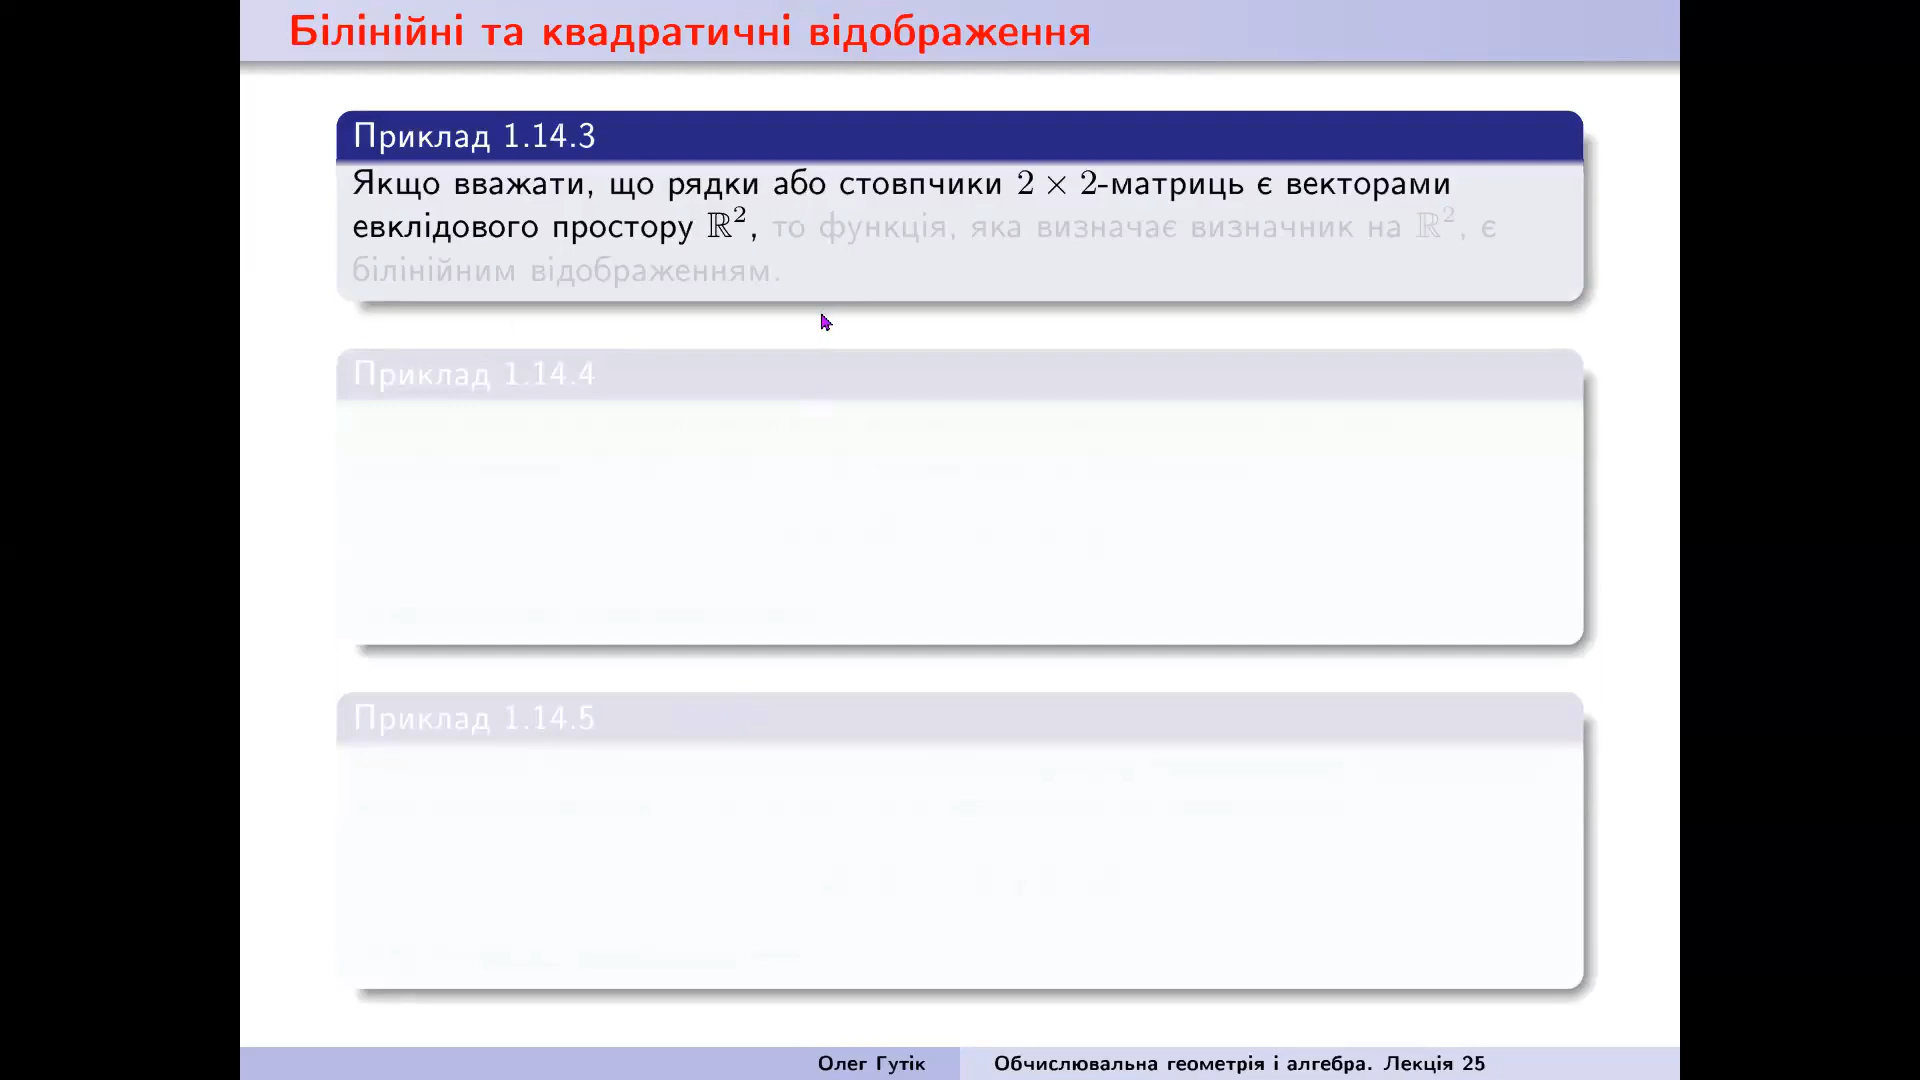 Білінійні та квадратичні відображення
Приклад 1.14.3
Якщо вважати, що рядки або стовпчики 2 × 2-матриць є векторами
евклідового простору ℝ², то функція, яка визначає визначник на ℝ², є
білінійним відображенням.
Приклад 1.14.4
Приклад 1.14.5
Олег Гутік Обчислювальна геометрія і алгебра. Лекція 25